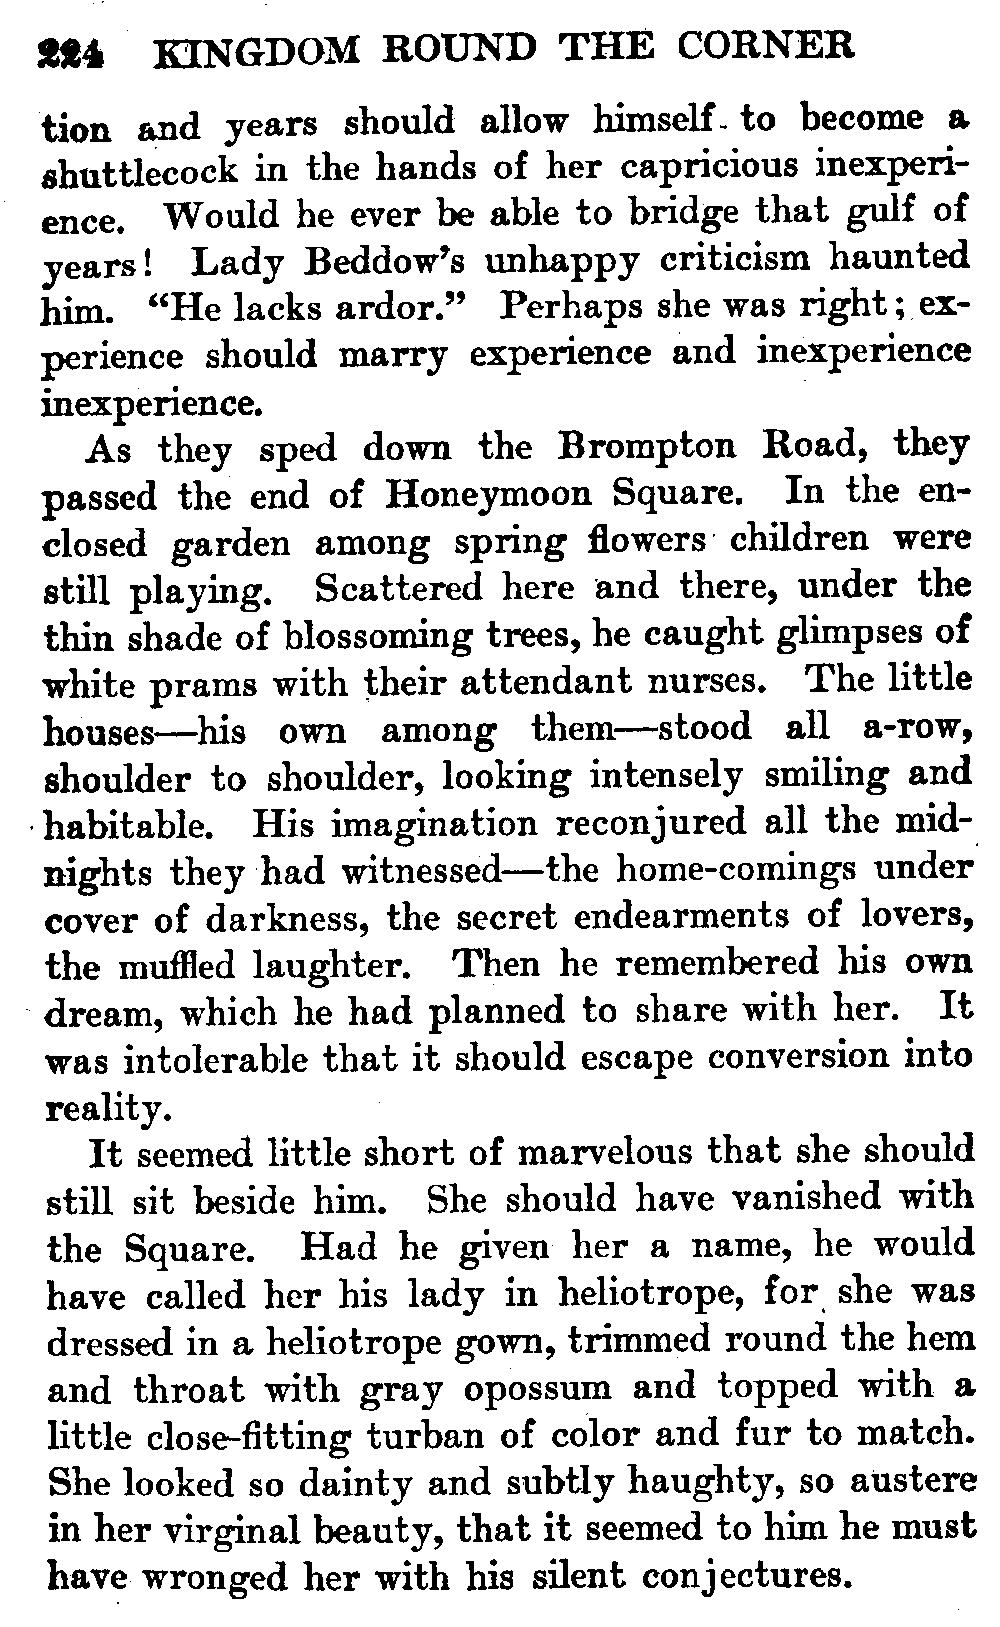 224 KINGDOM ROUND THE CORNER
tion and years should allow himself to become a
shuttlecock in the hands of her capricious inexperi-
ence. Would he ever be able to bridge that gulf of
years! Lady Beddow's unhappy criticism haunted
him. “He lacks ardor.” Perhaps she was right; ex-
perience should marry experience and inexperience
inexperience.
As they sped down the Brompton Road, they
passed the end of Honeymoon Square. In the en-
closed garden among spring flowers children were
still playing. Scattered here and there, under the
thin shade of blossoming trees, he caught glimpses of
white prams with their attendant nurses. The little
houses—his own among them—stood all a-row,
shoulder to shoulder, looking intensely smiling and
habitable. His imagination reconjured all the mid-
nights they had witnessed—the home-comings under
cover of darkness, the secret endearments of lovers,
the muffled laughter. Then he remembered his own
dream, which he had planned to share with her. It
was intolerable that it should escape conversion into
reality.
It seemed little short of marvelous that she should
still sit beside him. She should have vanished with
the Square. Had he given her a name, he would
have called her his lady in heliotrope, for she was
dressed in a heliotrope gown, trimmed round the hem
and throat with gray opossum and topped with a
little close-fitting turban of color and fur to match.
She looked so dainty and subtly haughty, so austere
in her virginal beauty, that it seemed to him he must
have wronged her with his silent conjectures.